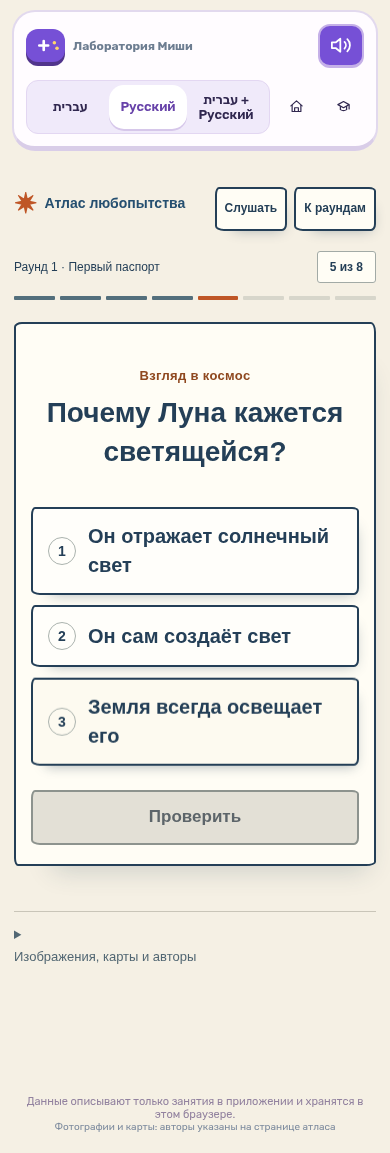 Лаборатория Миши
עברית
Русский
עברית +
Русский
Атлас любопытства
Слушать
К раундам
Раунд 1 · Первый паспорт
5 из 8
Взгляд в космос
Почему Луна кажется
светящейся?
1
Он отражает солнечный
свет
2
Он сам создаёт свет
3
Земля всегда освещает
его
Проверить
Изображения, карты и авторы
Данные описывают только занятия в приложении и хранятся в
этом браузере.
Фотографии и карты: авторы указаны на странице атласа